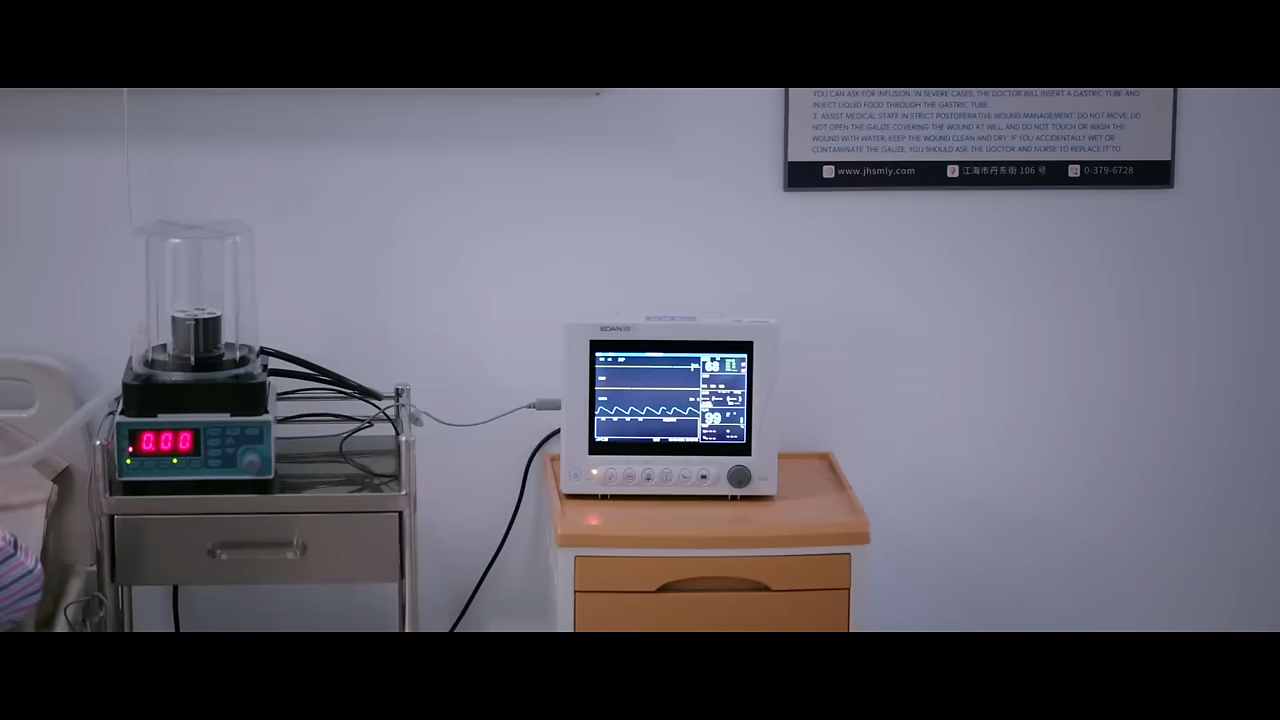 YOU CAN ASK FOR INFUSION. IN SEVERE CASES, THE DOCTOR WILL INSERT A GASTRIC TUBE AND
INJECT LIQUID FOOD THROUGH THE GASTRIC TUBE.
3. ASSIST MEDICAL STAFF IN STRICT POSTOPERATIVE WOUND MANAGEMENT: DO NOT MOVE, DO
NOT OPEN THE GAUZE COVERING THE WOUND AT WILL, AND DO NOT TOUCH OR WASH THE
WOUND WITH WATER; KEEP THE WOUND CLEAN AND DRY. IF YOU ACCIDENTALLY WET OR
CONTAMINATE THE GAUZE, YOU SHOULD ASK THE DOCTOR AND NURSE TO REPLACE IT TO
www.jhsmly.com 江海市丹东街 106 号 0-379-6728
EDAN
68
99
0.00